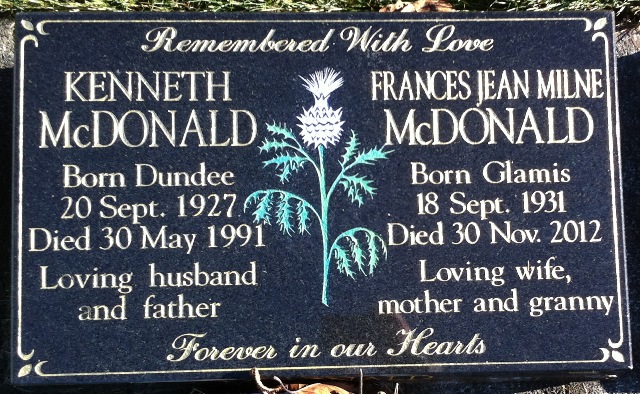 Remembered With Love
KENNETH
McDONALD
Born Dundee
20 Sept. 1927
Died 30 May 1991
Loving husband
and father
FRANCES JEAN MILNE
McDONALD
Born Glamis
18 Sept. 1931
Died 30 Nov. 2012
Loving wife,
mother and granny
Forever in our Hearts